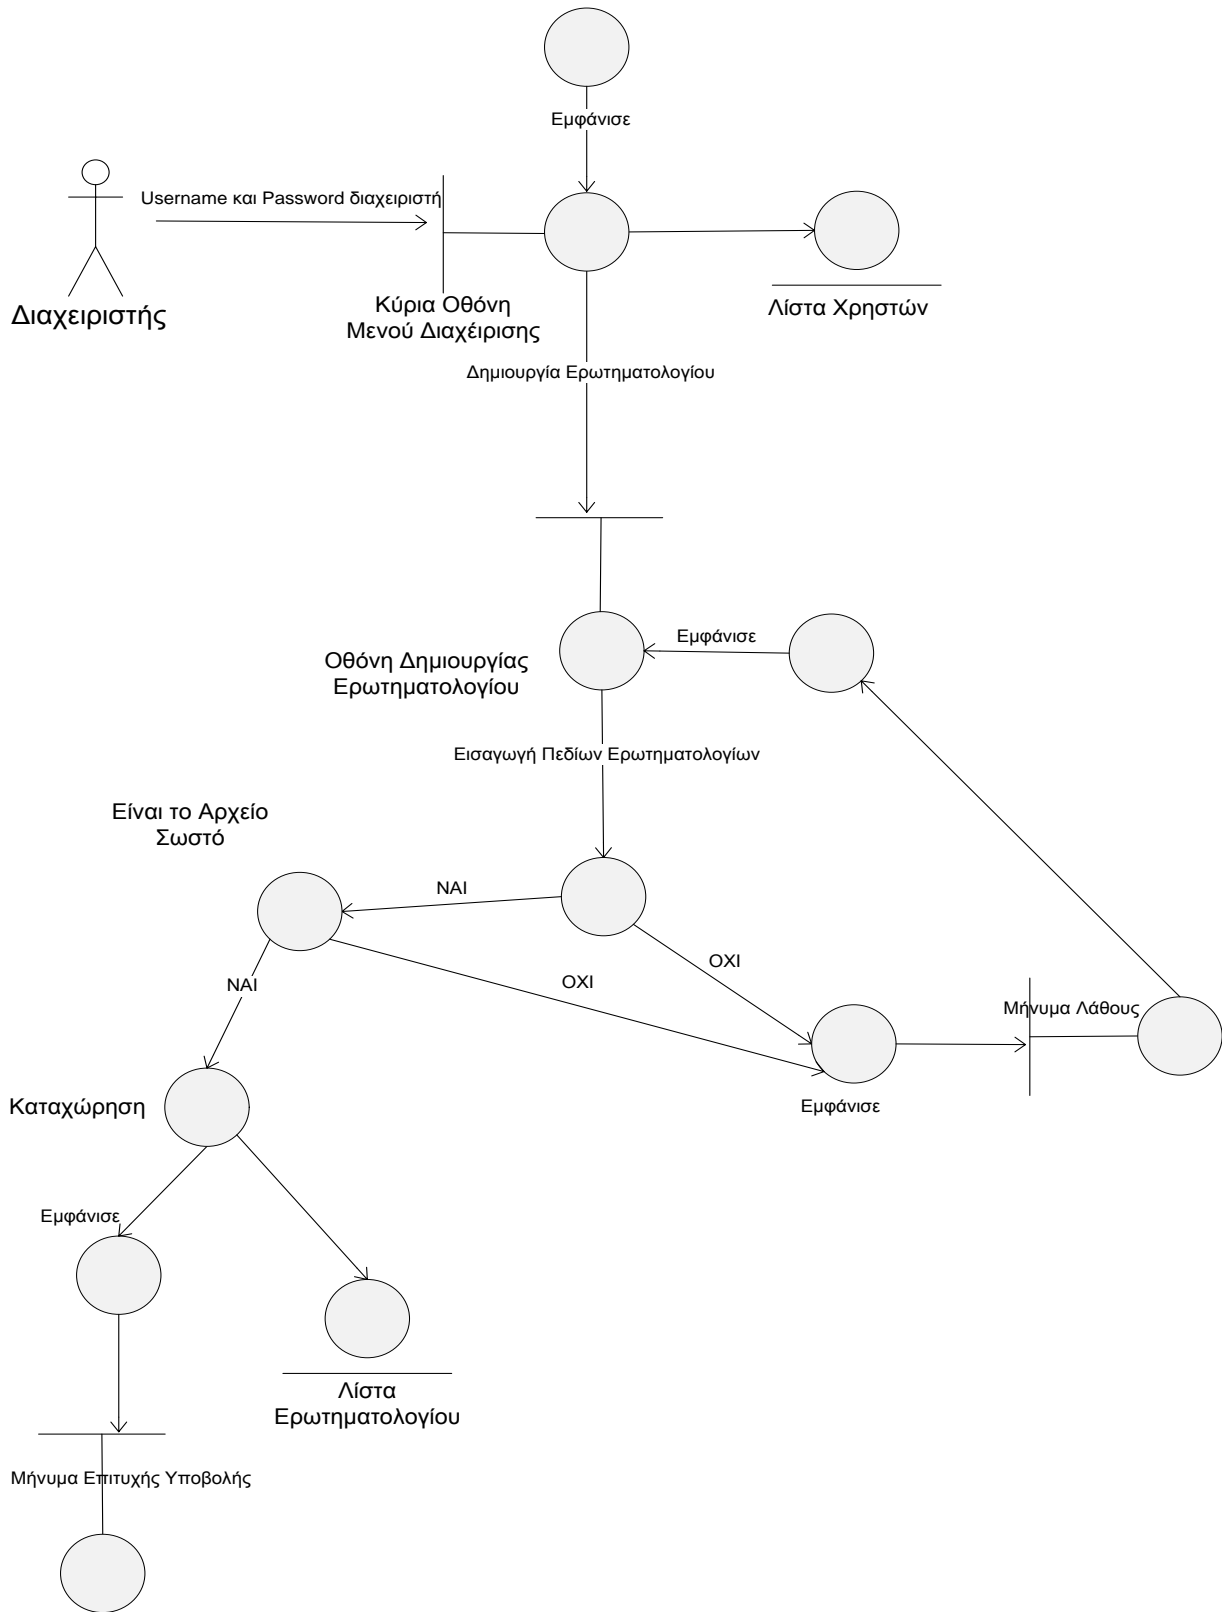 Εμφάνισε
Username και Password διαχειριστή
Διαχειριστής
Κύρια Οθόνη
Μενού Διαχέιρισης
Λίστα Χρηστών
Δημιουργία Ερωτηματολογίου
Εμφάνισε
Οθόνη Δημιουργίας
Ερωτηματολογίου
Εισαγωγή Πεδίων Ερωτηματολογίων
Είναι το Αρχείο
Σωστό
ΝΑΙ
ΟΧΙ
ΝΑΙ
ΟΧΙ
Μήνυμα Λάθους
Καταχώρηση
Εμφάνισε
Εμφάνισε
Λίστα
Ερωτηματολογίου
Μήνυμα Επιτυχής Υποβολής